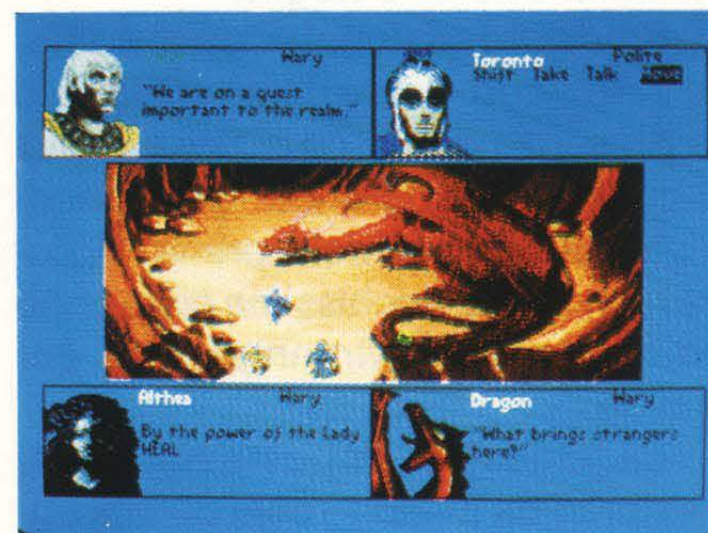 Wary
"We are on a quest
important to the realm."
Toronto Polite
Shift Take Talk Move
Althea Wary
By the power of the Lady
HEAL
Dragon Wary
"What brings strangers
here?"